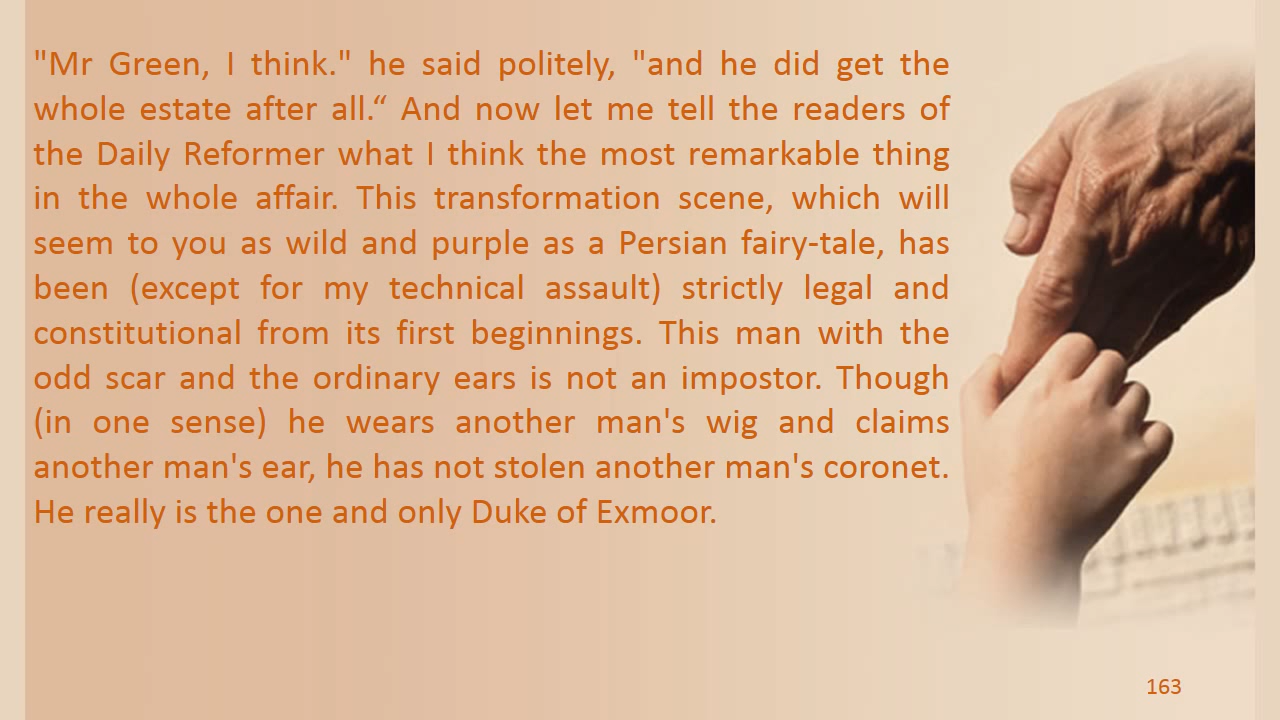 "Mr Green, I think." he said politely, "and he did get the
whole estate after all.“ And now let me tell the readers of
the Daily Reformer what I think the most remarkable thing
in the whole affair. This transformation scene, which will
seem to you as wild and purple as a Persian fairy-tale, has
been (except for my technical assault) strictly legal and
constitutional from its first beginnings. This man with the
odd scar and the ordinary ears is not an impostor. Though
(in one sense) he wears another man's wig and claims
another man's ear, he has not stolen another man's coronet.
He really is the one and only Duke of Exmoor.
163